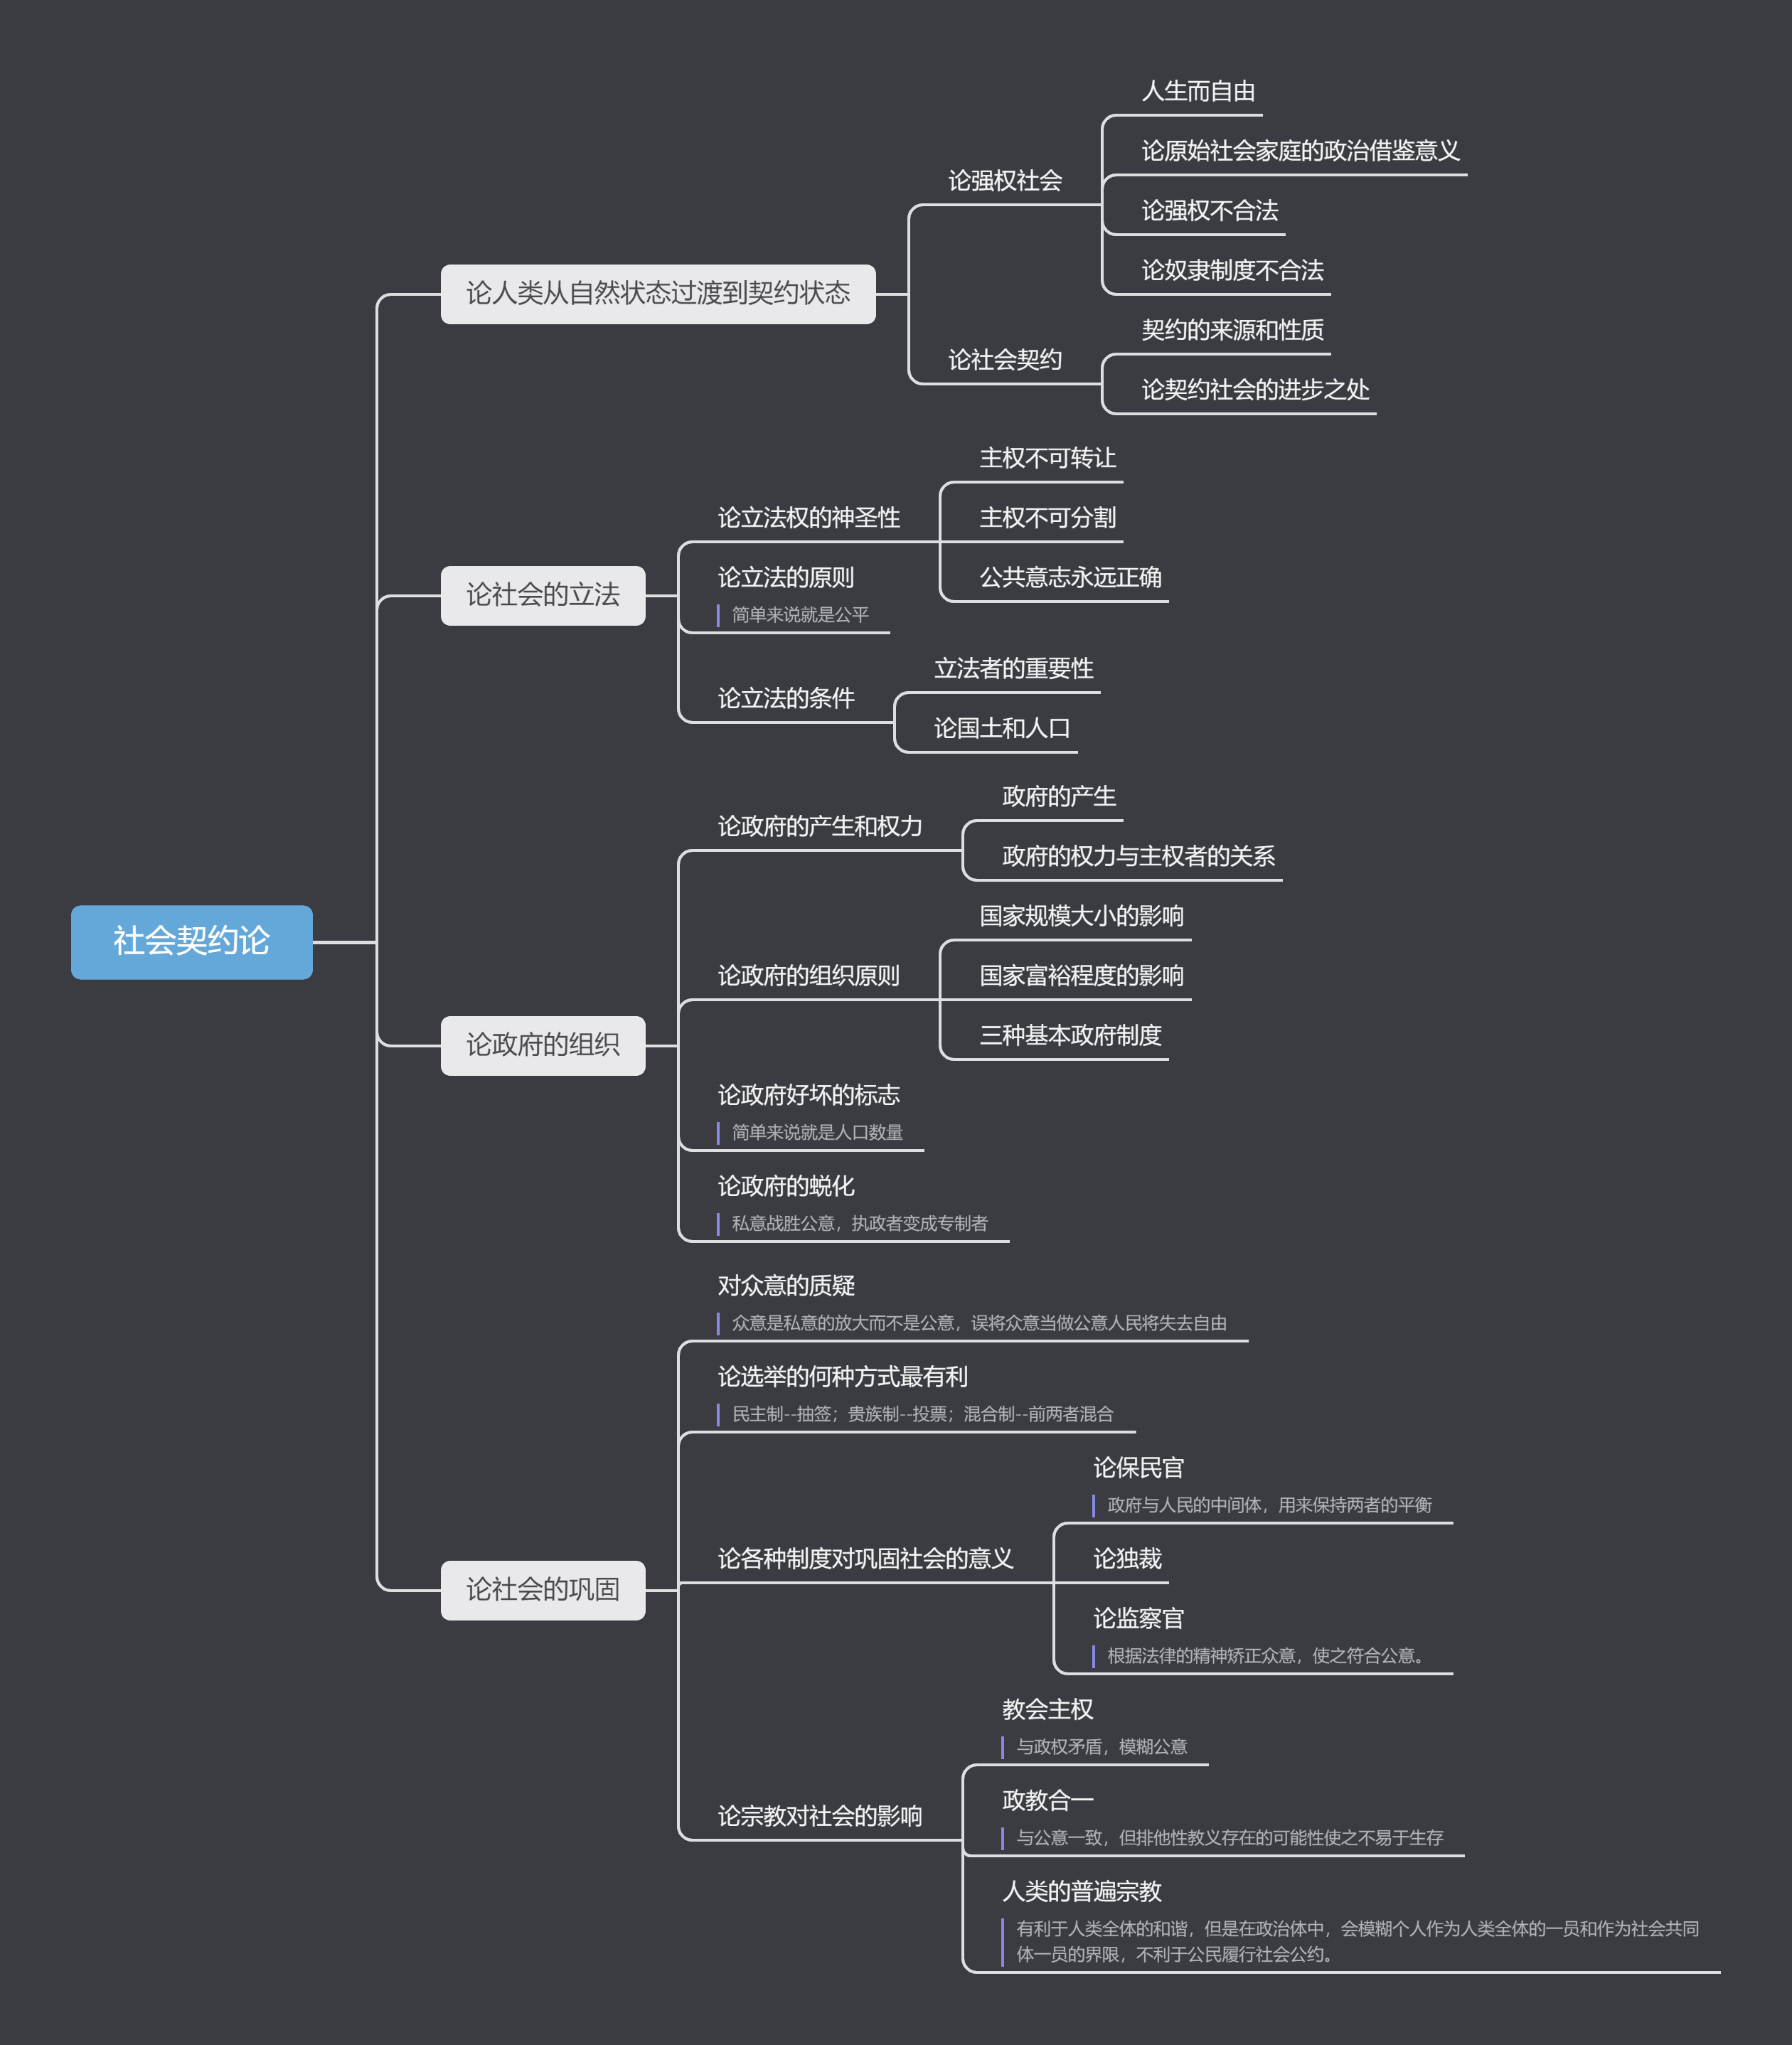 社会契约论
论人类从自然状态过渡到契约状态
论强权社会
人生而自由
论原始社会家庭的政治借鉴意义
论强权不合法
论奴隶制度不合法
论社会契约
契约的来源和性质
论契约社会的进步之处
论社会的立法
论立法权的神圣性
主权不可转让
主权不可分割
公共意志永远正确
论立法的原则
简单来说就是公平
论立法的条件
立法者的重要性
论国土和人口
论政府的组织
论政府的产生和权力
政府的产生
政府的权力与主权者的关系
论政府的组织原则
国家规模大小的影响
国家富裕程度的影响
三种基本政府制度
论政府好坏的标志
简单来说就是人口数量
论政府的蜕化
私意战胜公意，执政者变成专制者
论社会的巩固
对众意的质疑
众意是私意的放大而不是公意，误将众意当做公意人民将失去自由
论选举的何种方式最有利
民主制--抽签；贵族制--投票；混合制--前两者混合
论各种制度对巩固社会的意义
论保民官
政府与人民的中间体，用来保持两者的平衡
论独裁
论监察官
根据法律的精神矫正众意，使之符合公意。
论宗教对社会的影响
教会主权
与政权矛盾，模糊公意
政教合一
与公意一致，但排他性教义存在的可能性使之不易于生存
人类的普遍宗教
有利于人类全体的和谐，但是在政治体中，会模糊个人作为人类全体的一员和作为社会共同
体一员的界限，不利于公民履行社会公约。